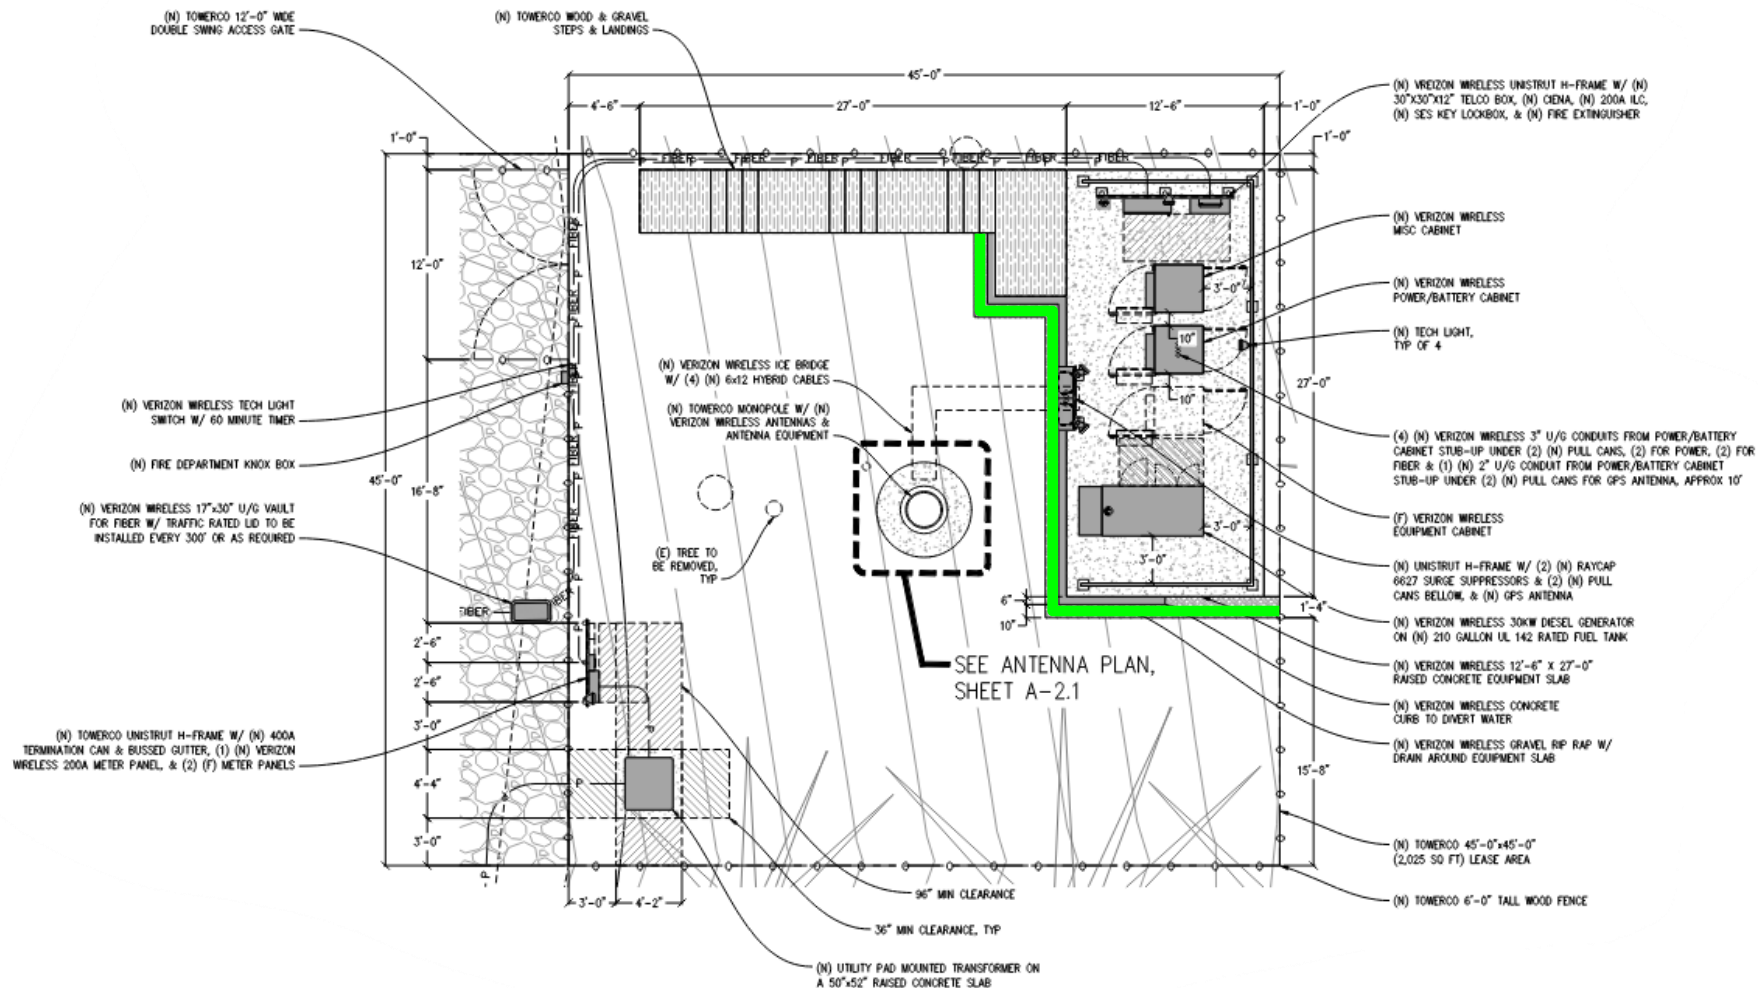 (N) TOWERCO 12'-0" WIDE
DOUBLE SWING ACCESS GATE
(N) TOWERCO WOOD & GRAVEL
STEPS & LANDINGS
45'-0"
4'-6"
27'-0"
12'-6"
1'-0"
1'-0"
1'-0"
(N) VREIZON WIRELESS UNISTRUT H-FRAME W/ (N)
30"X30"X12" TELCO BOX, (N) CIENA, (N) 200A ILC,
(N) SES KEY LOCKBOX, & (N) FIRE EXTINGUISHER
FIBER
P
FIBER
P
FIBER
P
FIBER
P
FIBER
P
FIBER
P
FIBER
(N) VERIZON WIRELESS
MISC CABINET
FIBER
P
12'-0"
3'-0"
(N) VERIZON WIRELESS
POWER/BATTERY CABINET
FIBER
P
10"
(N) TECH LIGHT,
TYP OF 4
(N) VERIZON WIRELESS ICE BRIDGE
W/ (4) (N) 6x12 HYBRID CABLES
27'-0"
10"
(N) VERIZON WIRELESS TECH LIGHT
SWITCH W/ 60 MINUTE TIMER
FIBER
P
(N) TOWERCO MONOPOLE W/ (N)
VERIZON WIRELESS ANTENNAS &
ANTENNA EQUIPMENT
(4) (N) VERIZON WIRELESS 3" U/G CONDUITS FROM POWER/BATTERY
CABINET STUB-UP UNDER (2) (N) PULL CANS, (2) FOR POWER, (2) FOR
FIBER & (1) (N) 2" U/G CONDUIT FROM POWER/BATTERY CABINET
STUB-UP UNDER (2) (N) PULL CANS FOR GPS ANTENNA, APPROX 10'
(N) FIRE DEPARTMENT KNOX BOX
FIBER
P
45'-0"
16'-8"
(N) VERIZON WIRELESS 17"x30" U/G VAULT
FOR FIBER W/ TRAFFIC RATED LID TO BE
INSTALLED EVERY 300' OR AS REQUIRED
FIBER
P
3'-0"
(F) VERIZON WIRELESS
EQUIPMENT CABINET
(E) TREE TO
BE REMOVED,
TYP
3'-0"
(N) UNISTRUT H-FRAME W/ (2) (N) RAYCAP
6627 SURGE SUPPRESSORS & (2) (N) PULL
CANS BELLOW, & (N) GPS ANTENNA
FIBER
6"
1'-4"
10"
(N) VERIZON WIRELESS 30KW DIESEL GENERATOR
ON (N) 210 GALLON UL 142 RATED FUEL TANK
2'-6"
SEE ANTENNA PLAN,
SHEET A-2.1
(N) VERIZON WIRELESS 12'-6" X 27'-0"
RAISED CONCRETE EQUIPMENT SLAB
2'-6"
(N) VERIZON WIRELESS CONCRETE
CURB TO DIVERT WATER
3'-0"
P
(N) TOWERCO UNISTRUT H-FRAME W/ (N) 400A
TERMINATION CAN & BUSSED GUTTER, (1) (N) VERIZON
WIRELESS 200A METER PANEL, & (2) (F) METER PANELS
(N) VERIZON WIRELESS GRAVEL RIP RAP W/
DRAIN AROUND EQUIPMENT SLAB
15'-8"
4'-4"
P
3'-0"
(N) TOWERCO 45'-0"x45'-0"
(2,025 SQ FT) LEASE AREA
P
3'-0"
4'-2"
96" MIN CLEARANCE
(N) TOWERCO 6'-0" TALL WOOD FENCE
36" MIN CLEARANCE, TYP
(N) UTILITY PAD MOUNTED TRANSFORMER ON
A 50"x52" RAISED CONCRETE SLAB